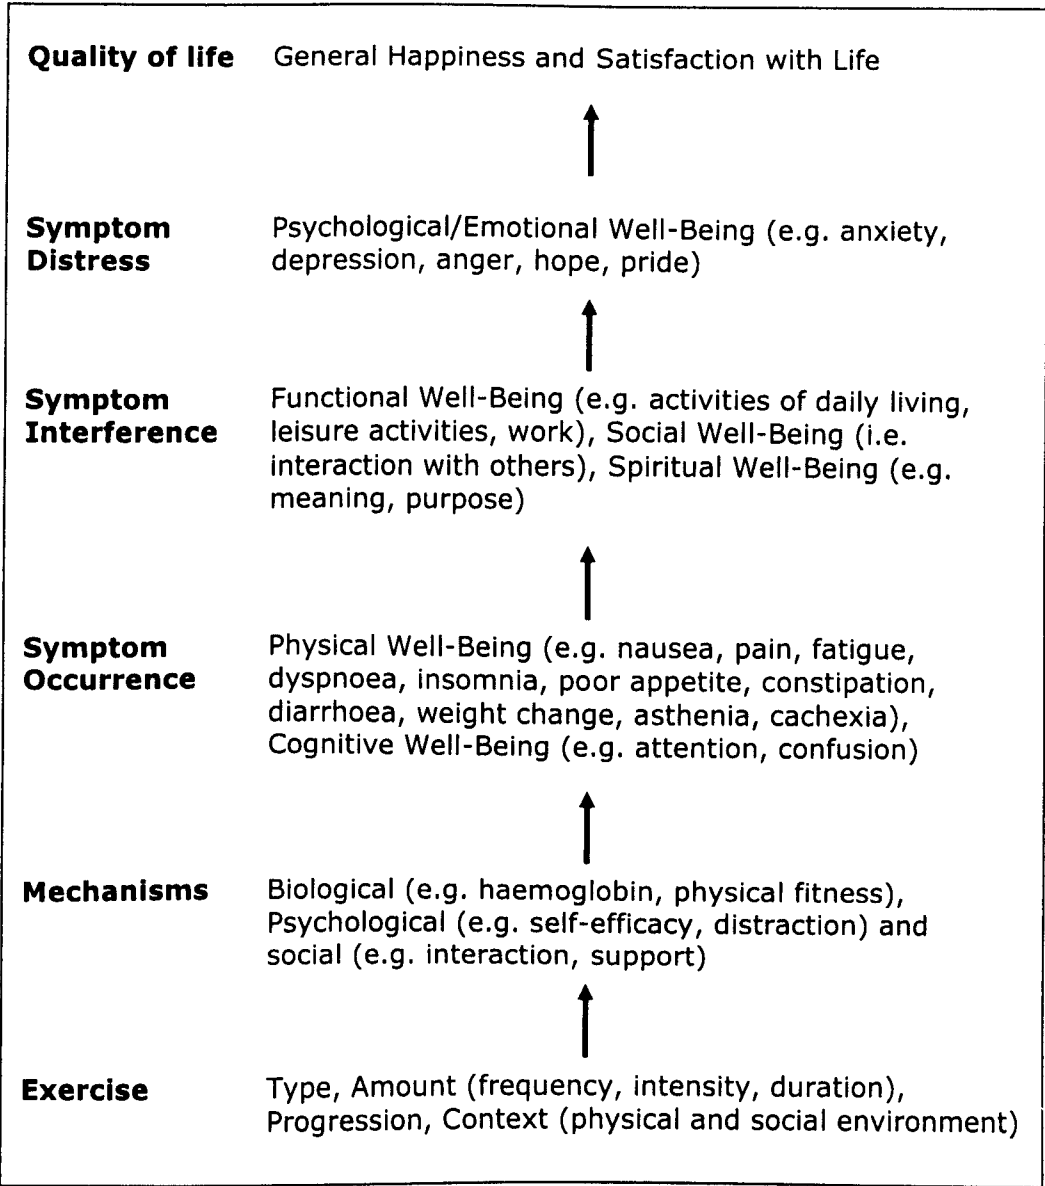 Quality of life General Happiness and Satisfaction with Life
Symptom Psychological/Emotional Well-Being (e.g. anxiety,
Distress depression, anger, hope, pride)
Symptom Functional Well-Being (e.g. activities of daily living,
Interference leisure activities, work), Social Well-Being (i.e.
interaction with others), Spiritual Well-Being (e.g.
meaning, purpose)
Symptom Physical Well-Being (e.g. nausea, pain, fatigue,
Occurrence dyspnoea, insomnia, poor appetite, constipation,
diarrhoea, weight change, asthenia, cachexia),
Cognitive Well-Being (e.g. attention, confusion)
Mechanisms Biological (e.g. haemoglobin, physical fitness),
Psychological (e.g. self-efficacy, distraction) and
social (e.g. interaction, support)
Exercise Type, Amount (frequency, intensity, duration),
Progression, Context (physical and social environment)